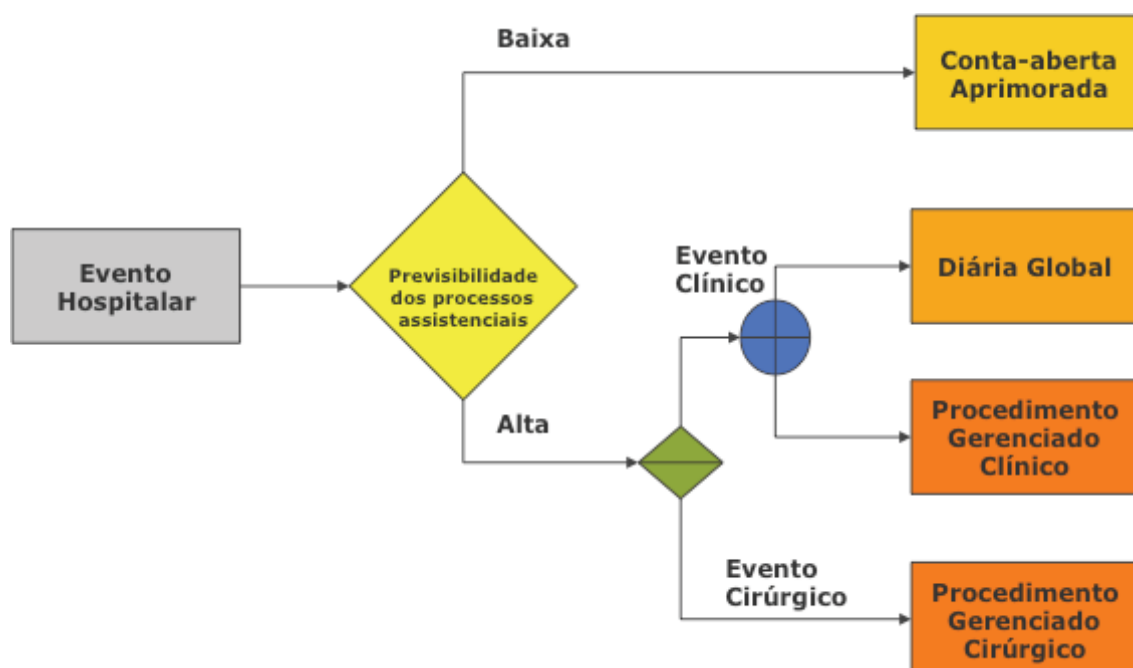 Baixa
Conta-aberta
Aprimorada
Evento
Hospitalar
Previsibilidade
dos processos
assistenciais
Evento
Clínico
Diária Global
Alta
Procedimento
Gerenciado
Clínico
Evento
Cirúrgico
Procedimento
Gerenciado
Cirúrgico